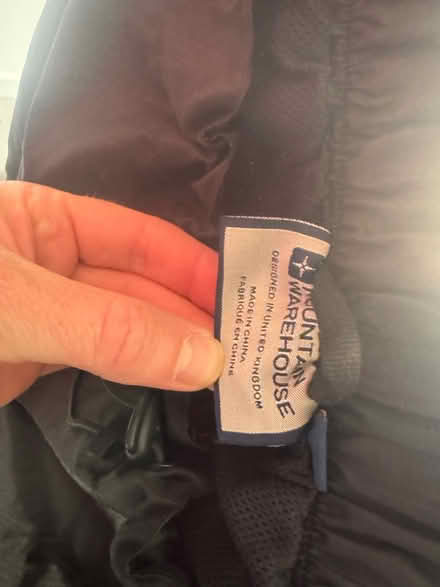 MOUNTAIN
WAREHOUSE
DESIGNED IN UNITED KINGDOM
MADE IN CHINA
FABRIQUÉ EN CHINE